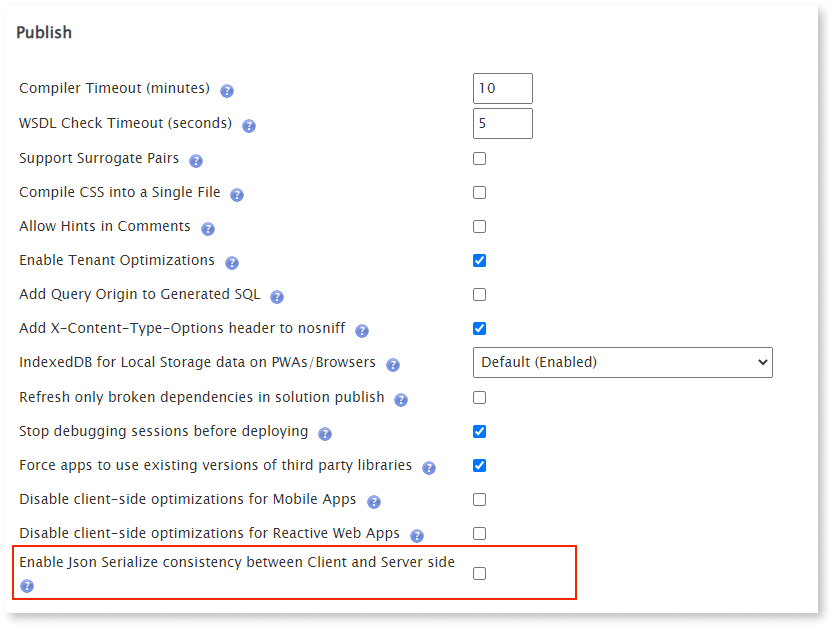 Publish
Compiler Timeout (minutes) ? 10
WSDL Check Timeout (seconds) ? 5
Support Surrogate Pairs ?
Compile CSS into a Single File ?
Allow Hints in Comments ?
Enable Tenant Optimizations ?
Add Query Origin to Generated SQL ?
Add X-Content-Type-Options header to nosniff ?
IndexedDB for Local Storage data on PWAs/Browsers ? Default (Enabled)
Refresh only broken dependencies in solution publish ?
Stop debugging sessions before deploying ?
Force apps to use existing versions of third party libraries ?
Disable client-side optimizations for Mobile Apps ?
Disable client-side optimizations for Reactive Web Apps ?
Enable Json Serialize consistency between Client and Server side
?